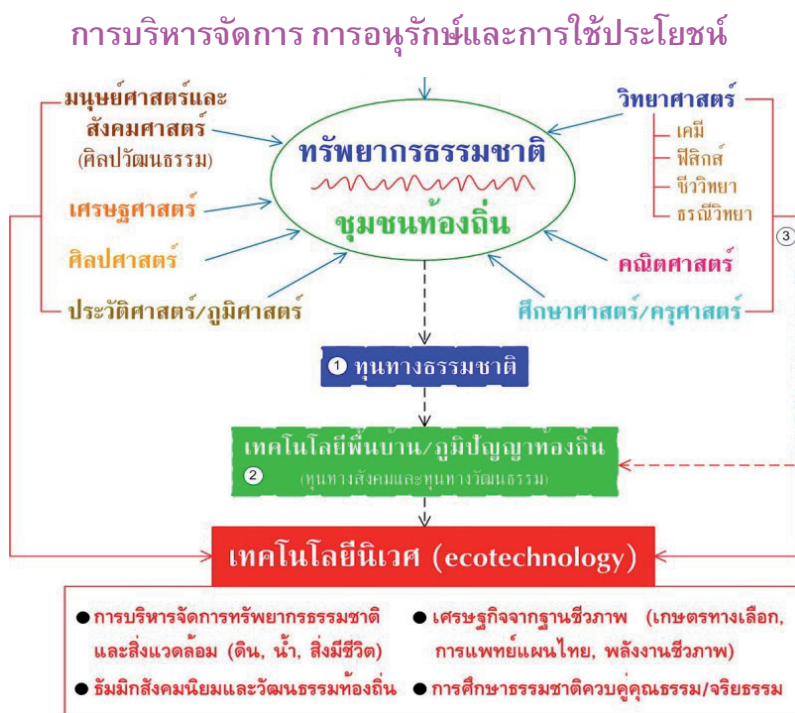 การบริหารจัดการ การอนุรักษ์และการใช้ประโยชน์
มนุษย์ศาสตร์และ
สังคมศาสตร์
(ศิลปวัฒนธรรม)
เศรษฐศาสตร์
ศิลปศาสตร์
ประวัติศาสตร์/ภูมิศาสตร์
ทรัพยากรธรรมชาติ
ชุมชนท้องถิ่น
วิทยาศาสตร์
เคมี
ฟิสิกส์
ชีววิทยา
ธรณีวิทยา
3
คณิตศาสตร์
ศึกษาศาสตร์/ครุศาสตร์
1 ทุนทางธรรมชาติ
เทคโนโลยีพื้นบ้าน/ภูมิปัญญาท้องถิ่น
2 (ทุนทางสังคมและทุนทางวัฒนธรรม)
เทคโนโลยีนิเวศ (ecotechnology)
● การบริหารจัดการทรัพยากรธรรมชาติ
และสิ่งแวดล้อม (ดิน, น้ำ, สิ่งมีชีวิต)
● ธัมมิกสังคมนิยมและวัฒนธรรมท้องถิ่น
● เศรษฐกิจจากฐานชีวภาพ (เกษตรทางเลือก,
การแพทย์แผนไทย, พลังงานชีวภาพ)
● การศึกษาธรรมชาติควบคู่คุณธรรม/จริยธรรม